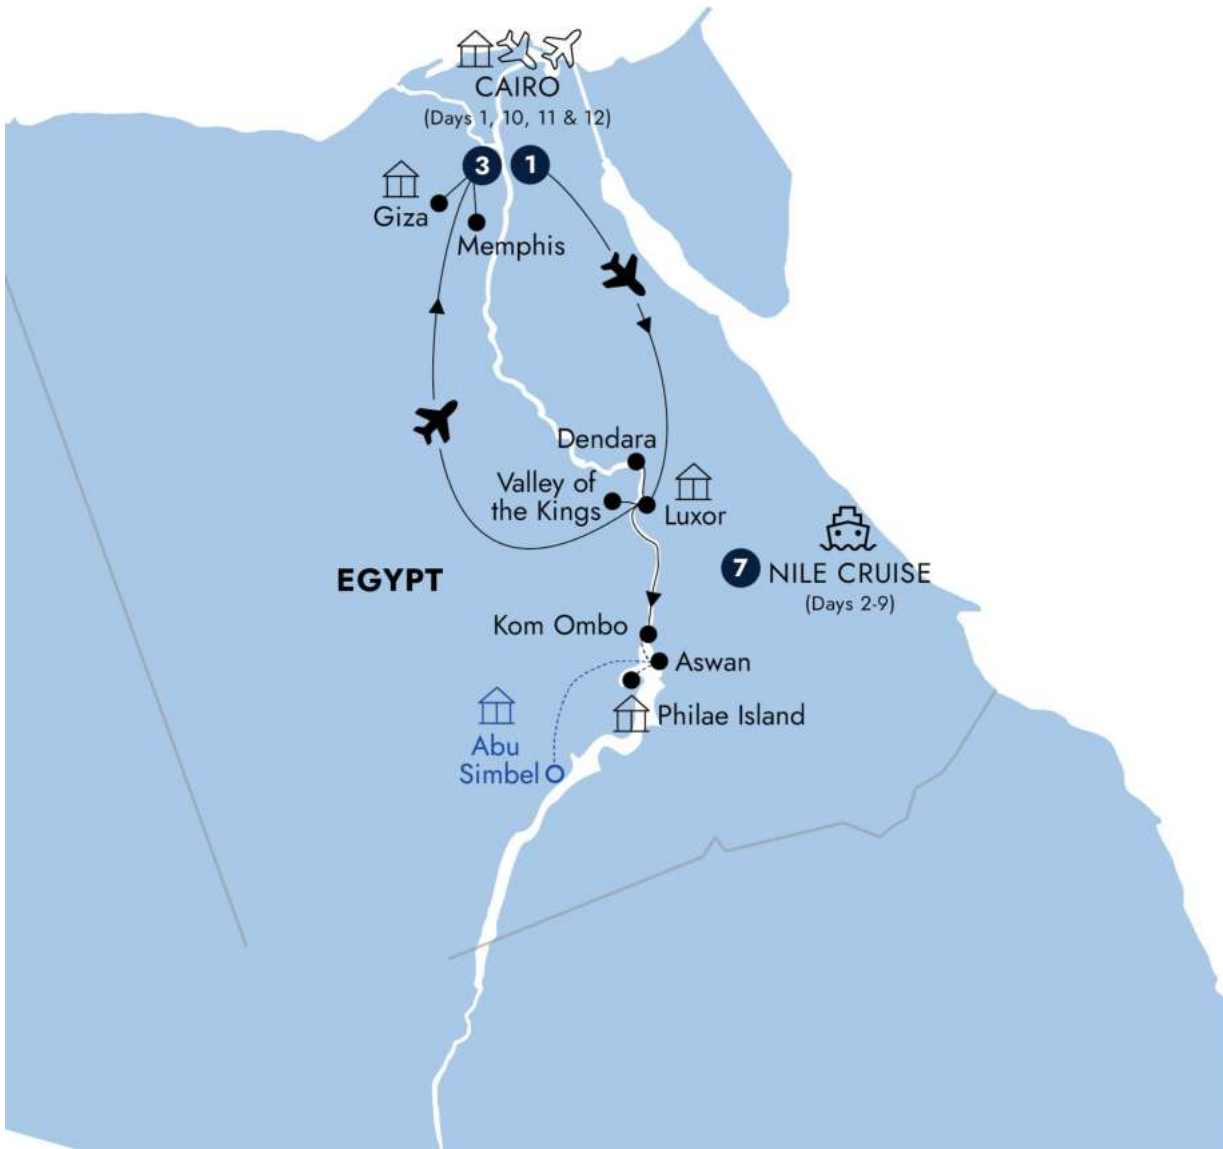 CAIRO
(Days 1, 10, 11 & 12)
3
1
Giza
Memphis
Dendara
Valley of
the Kings
Luxor
7
NILE CRUISE
(Days 2-9)
EGYPT
Kom Ombo
Aswan
Philae Island
Abu
Simbel